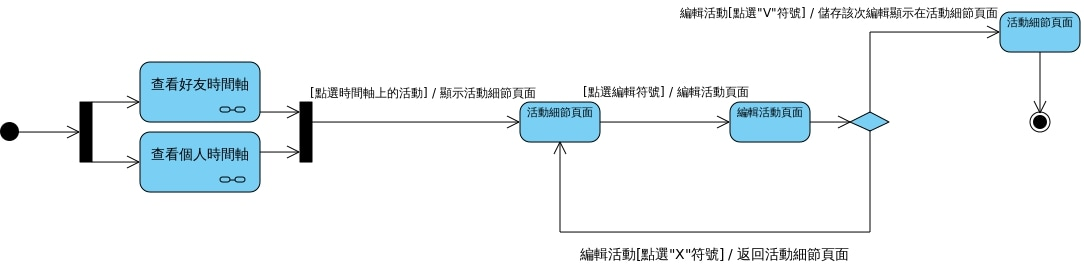 編輯活動[點選"V"符號] / 儲存該次編輯顯示在活動細節頁面
活動細節頁面
查看好友時間軸
[點選時間軸上的活動] / 顯示活動細節頁面
[點選編輯符號] / 編輯活動頁面
活動細節頁面
編輯活動頁面
查看個人時間軸
編輯活動[點選"X"符號] / 返回活動細節頁面